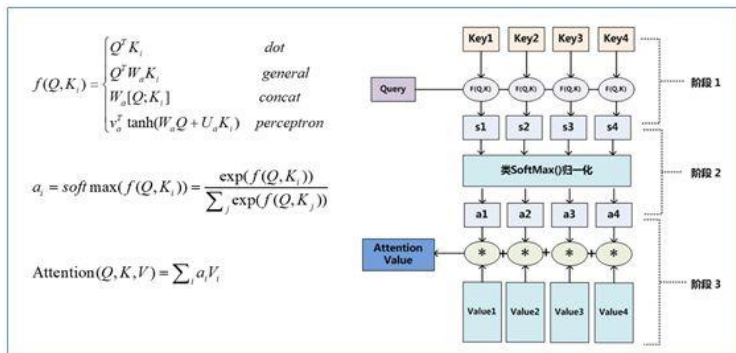 f(Q,K_i) = { Q^T K_i dot
Q^T W_a K_i general
W_a[Q;K_i] concat
v_a^T tanh(W_a Q + U_a K_i) perceptron
a_i = softmax(f(Q,K_i)) = exp(f(Q,K_i)) / ∑_j exp(f(Q,K_j))
Attention(Q,K,V) = ∑_i a_i V_i
Key1 Key2 Key3 Key4
阶段 1
Query F(Q,K) F(Q,K) F(Q,K) F(Q,K)
s1 s2 s3 s4
类SoftMax()归一化
阶段 2
a1 a2 a3 a4
Attention
Value
* + * + * + *
阶段 3
Value1 Value2 Value3 Value4